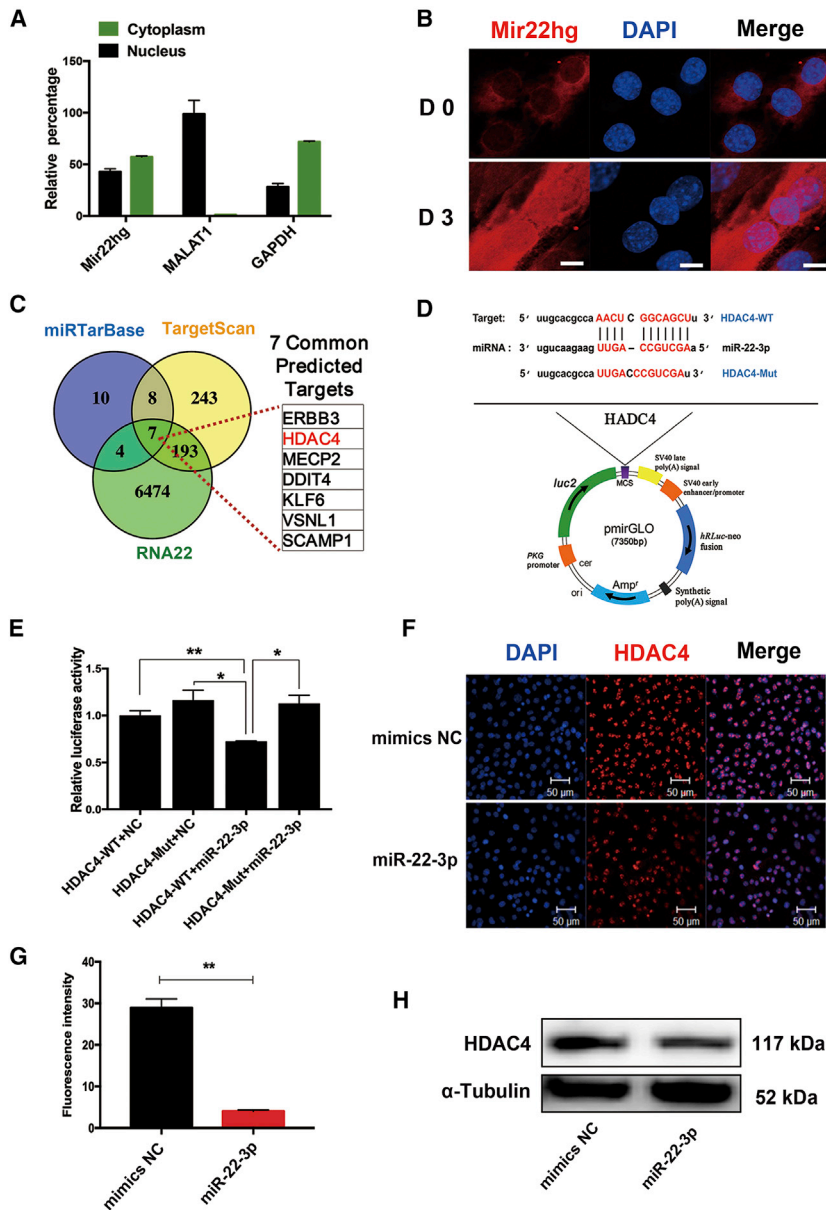 A
Cytoplasm
Nucleus
Relative percentage
100
50
0
Mir22hg
MALAT1
GAPDH
B
Mir22hg DAPI Merge
D 0
D 3
C
miRTarBase TargetScan
10 8 243
7
4 193
6474
RNA22
7 Common
Predicted
Targets
ERBB3
HDAC4
MECP2
DDIT4
KLF6
VSNL1
SCAMP1
D
Target: 5' uugcacgcca AACU C GGCAGCU u 3' HDAC4-WT
miRNA : 3' ugucaagaag UUGA – CCGUCGA a 5' miR-22-3p
5' uugcacgcca UUGACCCGUCGA u 3' HDAC4-Mut
HADC4
luc2
MCS
SV40 late
poly(A) signal
SV40 early
enhancer/promoter
pmirGLO
(7350bp)
hRLuc-neo
fusion
PKG
promoter
cer
ori
Ampʳ
Synthetic
poly(A) signal
E
Relative luciferase activity
1.5
1.0
0.5
0.0
**
*
*
HDAC4-WT+NC
HDAC4-Mut+NC
HDAC4-WT+miR-22-3p
HDAC4-Mut+miR-22-3p
F
DAPI HDAC4 Merge
mimics NC
50 µm 50 µm 50 µm
miR-22-3p
50 µm 50 µm 50 µm
G
Fluorescence intensity
40
30
20
10
0
**
mimics NC
miR-22-3p
H
HDAC4 117 kDa
α-Tubulin 52 kDa
mimics NC
miR-22-3p